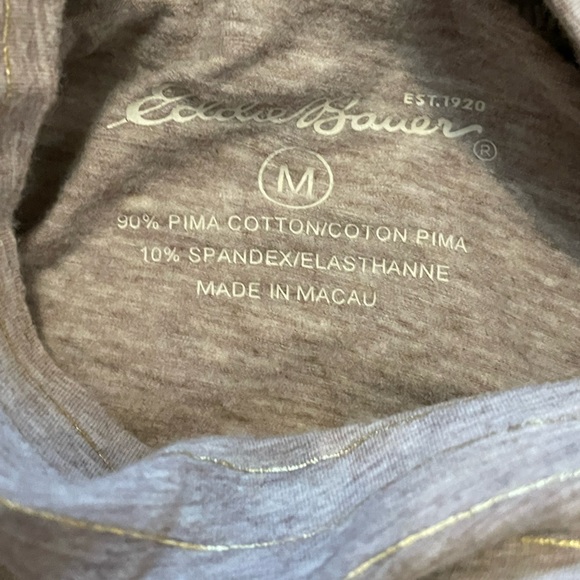 EST.1920
Eddie Bauer®
M
90% PIMA COTTON/COTON PIMA
10% SPANDEX/ELASTHANNE
MADE IN MACAU